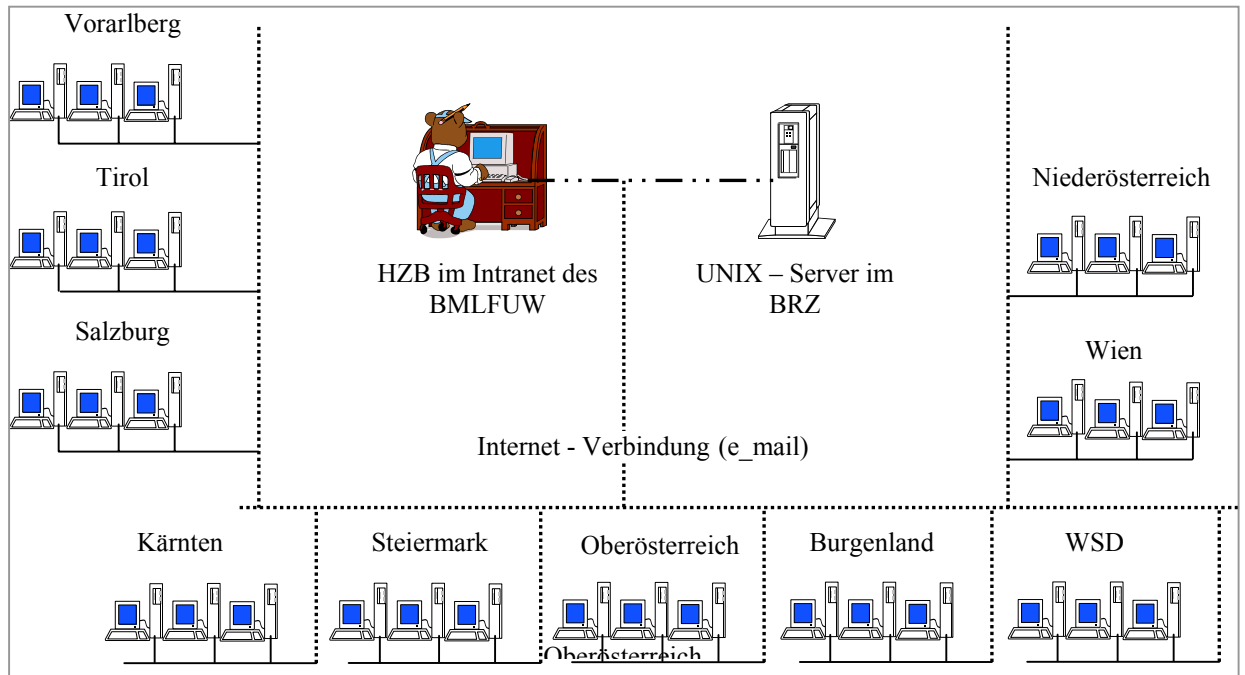 Vorarlberg
Tirol
Niederösterreich
HZB im Intranet des
BMLFUW
UNIX – Server im
BRZ
Salzburg
Wien
Internet - Verbindung (e_mail)
Kärnten
Steiermark
Oberösterreich
Burgenland
WSD
Oberösterreich